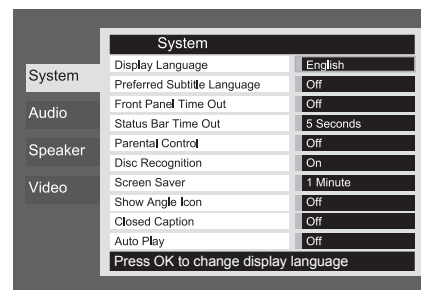 System
Audio
Speaker
Video
System
Display Language English
Preferred Subtitle Language Off
Front Panel Time Out Off
Status Bar Time Out 5 Seconds
Parental Control Off
Disc Recognition On
Screen Saver 1 Minute
Show Angle Icon Off
Closed Caption Off
Auto Play Off
Press OK to change display language